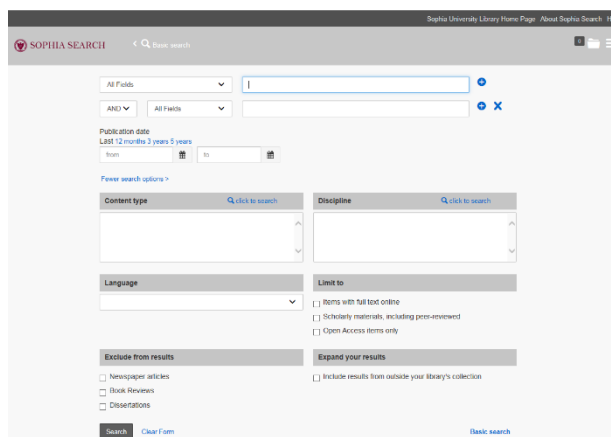 Sophia University Library Home Page About Sophia Search H
SOPHIA SEARCH < Basic search 0
All Fields
AND All Fields
Publication date
Last 12 months 3 years 5 years
from to
Fewer search options >
Content type click to search Discipline click to search
Language Limit to
Items with full text online
Scholarly materials, including peer-reviewed
Open Access items only
Exclude from results Expand your results
Newspaper articles Include results from outside your library's collection
Book Reviews
Dissertations
Search Clear Form Basic search